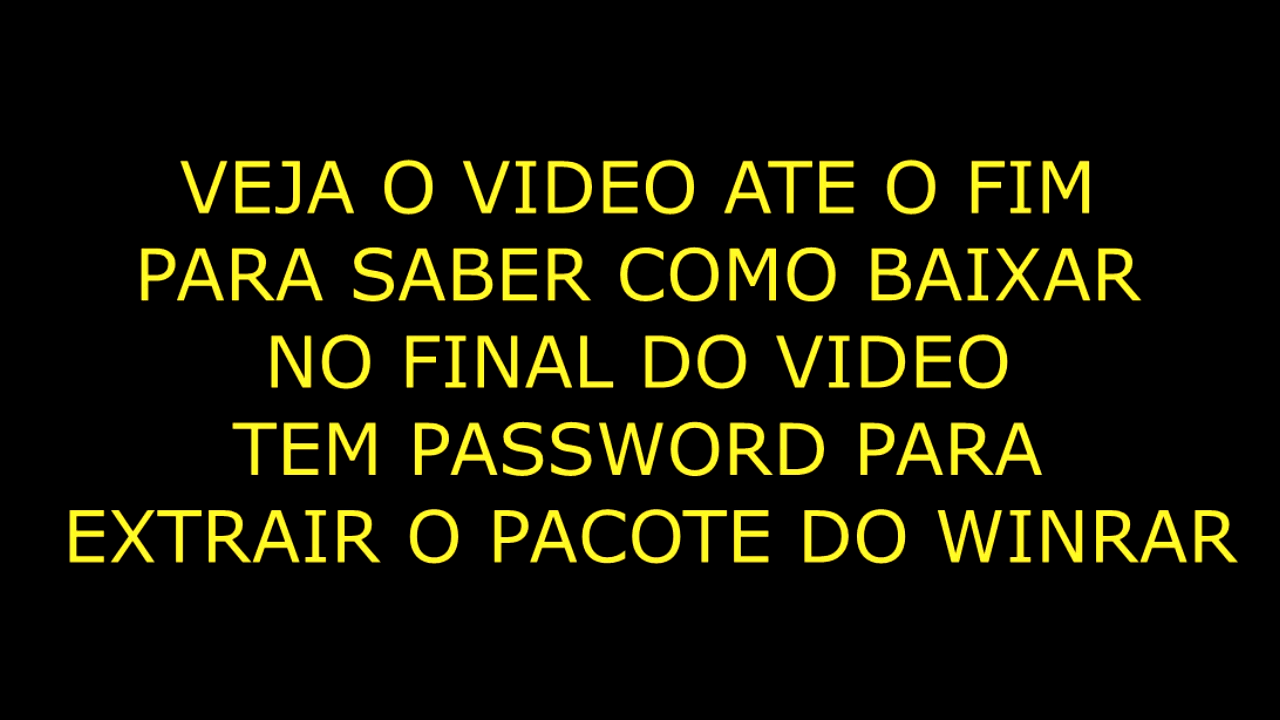 VEJA O VIDEO ATE O FIM
PARA SABER COMO BAIXAR
NO FINAL DO VIDEO
TEM PASSWORD PARA
EXTRAIR O PACOTE DO WINRAR